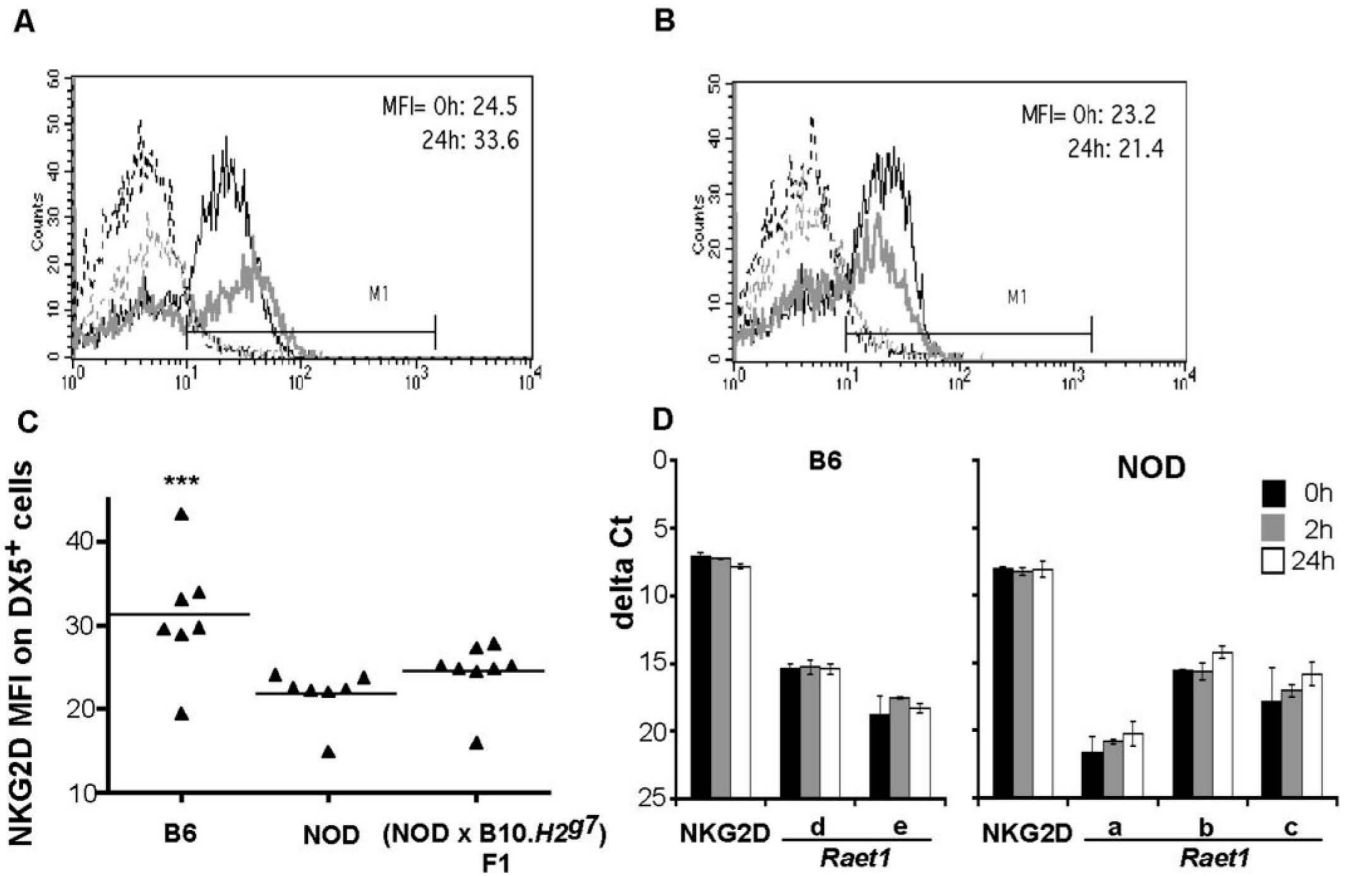 A
60
50
40
30
20
10
0
Counts
MFI= 0h: 24.5
24h: 33.6
M1
10^0 10^1 10^2 10^3 10^4
B
50
40
30
20
10
0
Counts
MFI= 0h: 23.2
24h: 21.4
M1
10^0 10^1 10^2 10^3 10^4
C
NKG2D MFI on DX5+ cells
***
40
30
20
10
B6 NOD (NOD x B10.H2^g7)
F1
D
delta Ct
0
5
10
15
20
25
B6
NKG2D d e
Raet1
NOD
0h
2h
24h
NKG2D a b c
Raet1